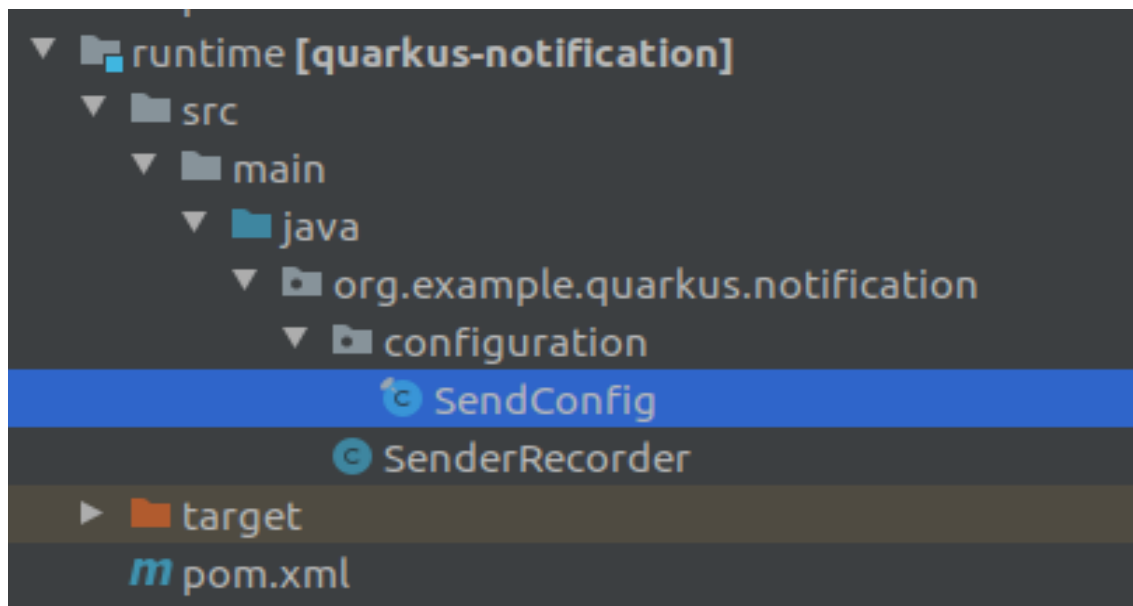 runtime [quarkus-notification]
src
main
java
org.example.quarkus.notification
configuration
SendConfig
SenderRecorder
target
pom.xml